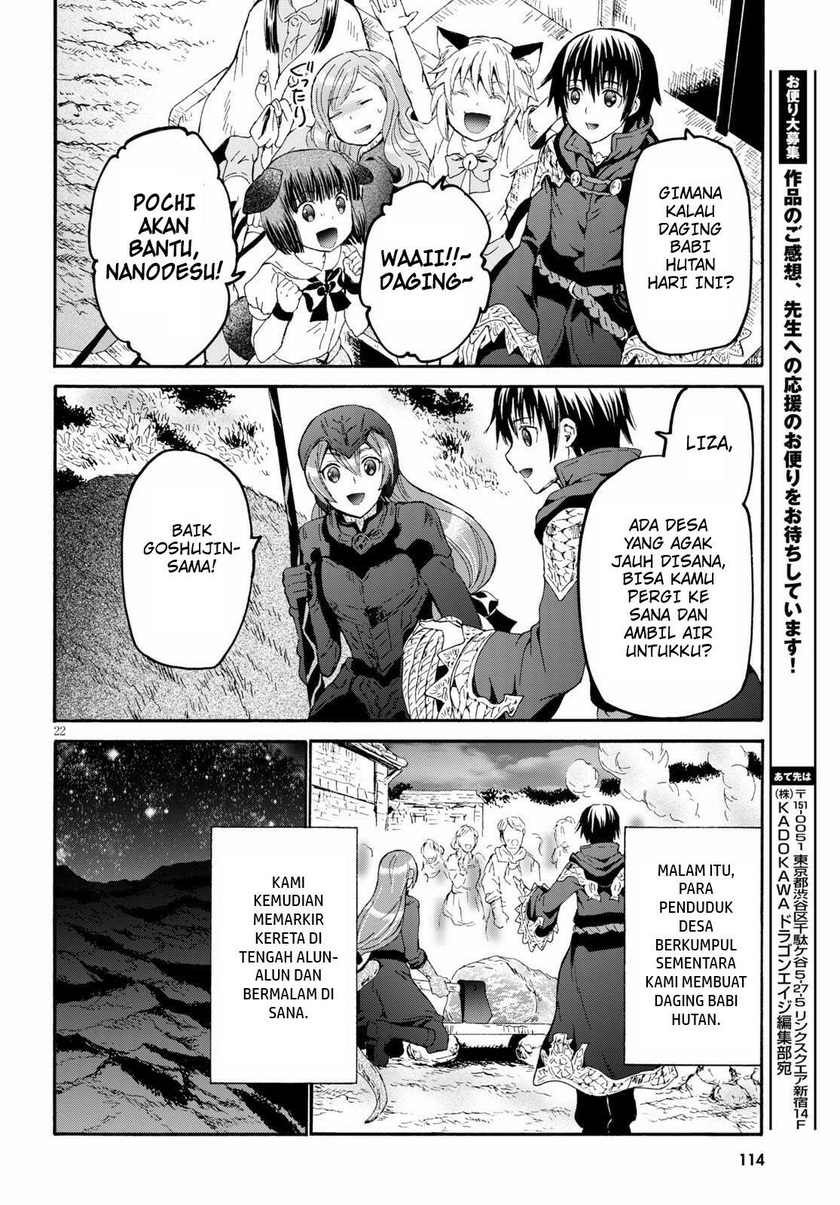 GIMANA
KALAU
DAGING
BABI
HUTAN
HARI INI?
WAAII!!~
DAGING~
POCHI
AKAN
BANTU,
NANODESU!
ぐったり
LIZA,
ADA DESA
YANG AGAK
JAUH DISANA,
BISA KAMU
PERGI KE
SANA DAN
AMBIL AIR
UNTUKKU?
BAIK
GOSHUJIN-
SAMA!
22
MALAM ITU,
PARA
PENDUDUK
DESA
BERKUMPUL
SEMENTARA
KAMI MEMBUAT
DAGING BABI
HUTAN.
KAMI
KEMUDIAN
MEMARKIR
KERETA DI
TENGAH ALUN-
ALUN DAN
BERMALAM DI
SANA.
お便り大募集
作品のご感想、先生への応援のお便りをお待ちしています!
あて先は
〒151-0051 東京都渋谷区千駄ケ谷5-27-5 リンクスクエア新宿14F
(株)KADOKAWA ドラゴンエイジ編集部宛
114